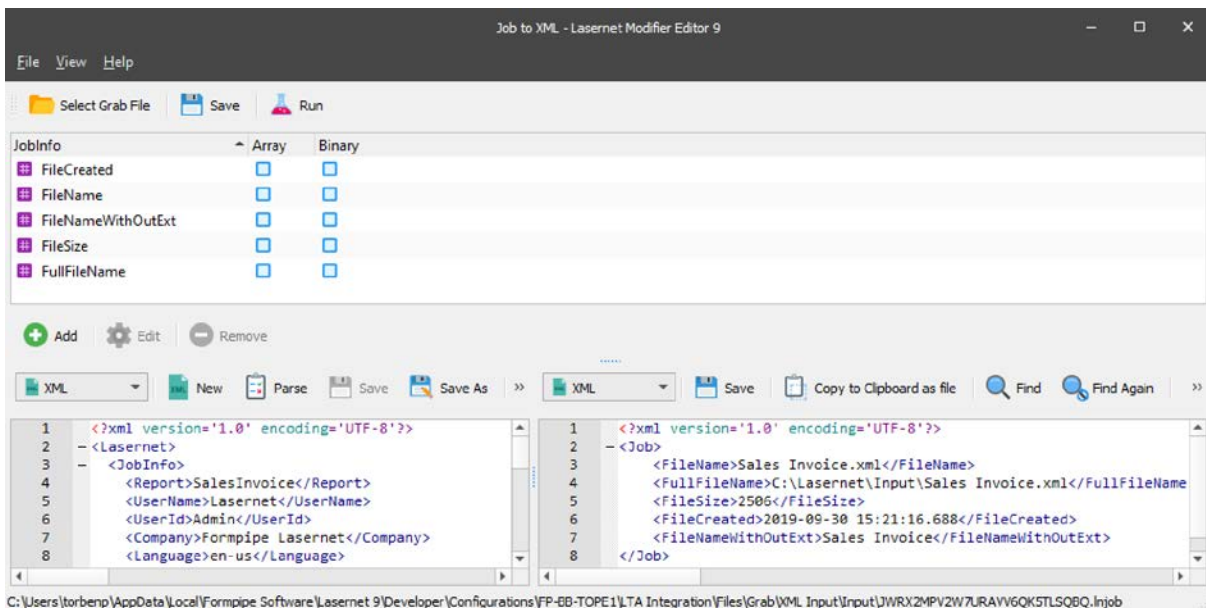 Job to XML - Lasernet Modifier Editor 9
File View Help
Select Grab File Save Run
JobInfo Array Binary
FileCreated
FileName
FileNameWithOutExt
FileSize
FullFileName
Add Edit Remove
XML New Parse Save Save As » XML Save Copy to Clipboard as file Find Find Again »
1 <?xml version='1.0' encoding='UTF-8'?>
2 <Lasernet>
3 <JobInfo>
4 <Report>SalesInvoice</Report>
5 <UserName>Lasernet</UserName>
6 <UserId>Admin</UserId>
7 <Company>Formpipe Lasernet</Company>
8 <Language>en-us</Language>
1 <?xml version='1.0' encoding='UTF-8'?>
2 <Job>
3 <FileName>Sales Invoice.xml</FileName>
4 <FullFileName>C:\Lasernet\Input\Sales Invoice.xml</FullFileName
5 <FileSize>2506</FileSize>
6 <FileCreated>2019-09-30 15:21:16.688</FileCreated>
7 <FileNameWithOutExt>Sales Invoice</FileNameWithOutExt>
8 </Job>
C:\Users\torbenp\AppData\Local\Formpipe Software\Lasernet 9\Developer\Configurations\FP-BB-TOPE1\LTA Integration\Files\Grab\XML Input\Input\JWRX2MPV2W7URAVV6QK5TLSQBQ.lnjob